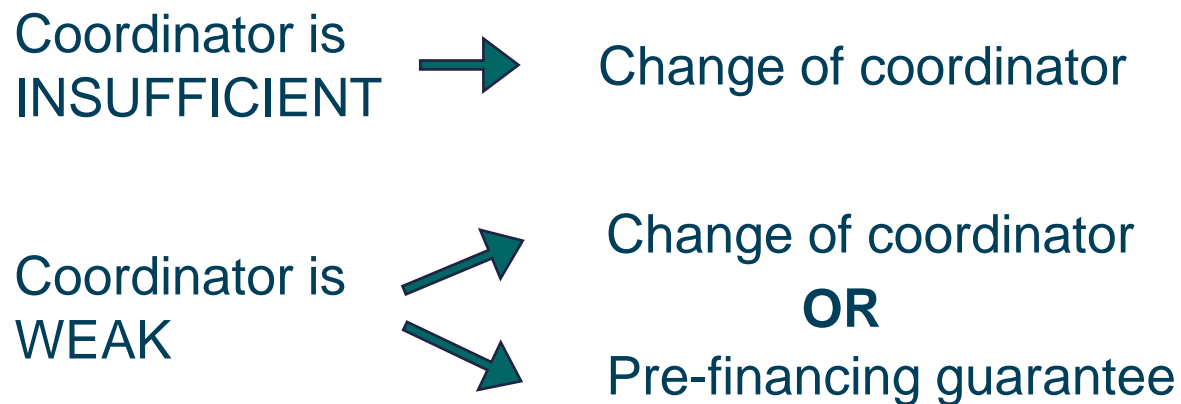 Coordinator is
INSUFFICIENT
Change of coordinator
Coordinator is
WEAK
Change of coordinator
OR
Pre-financing guarantee